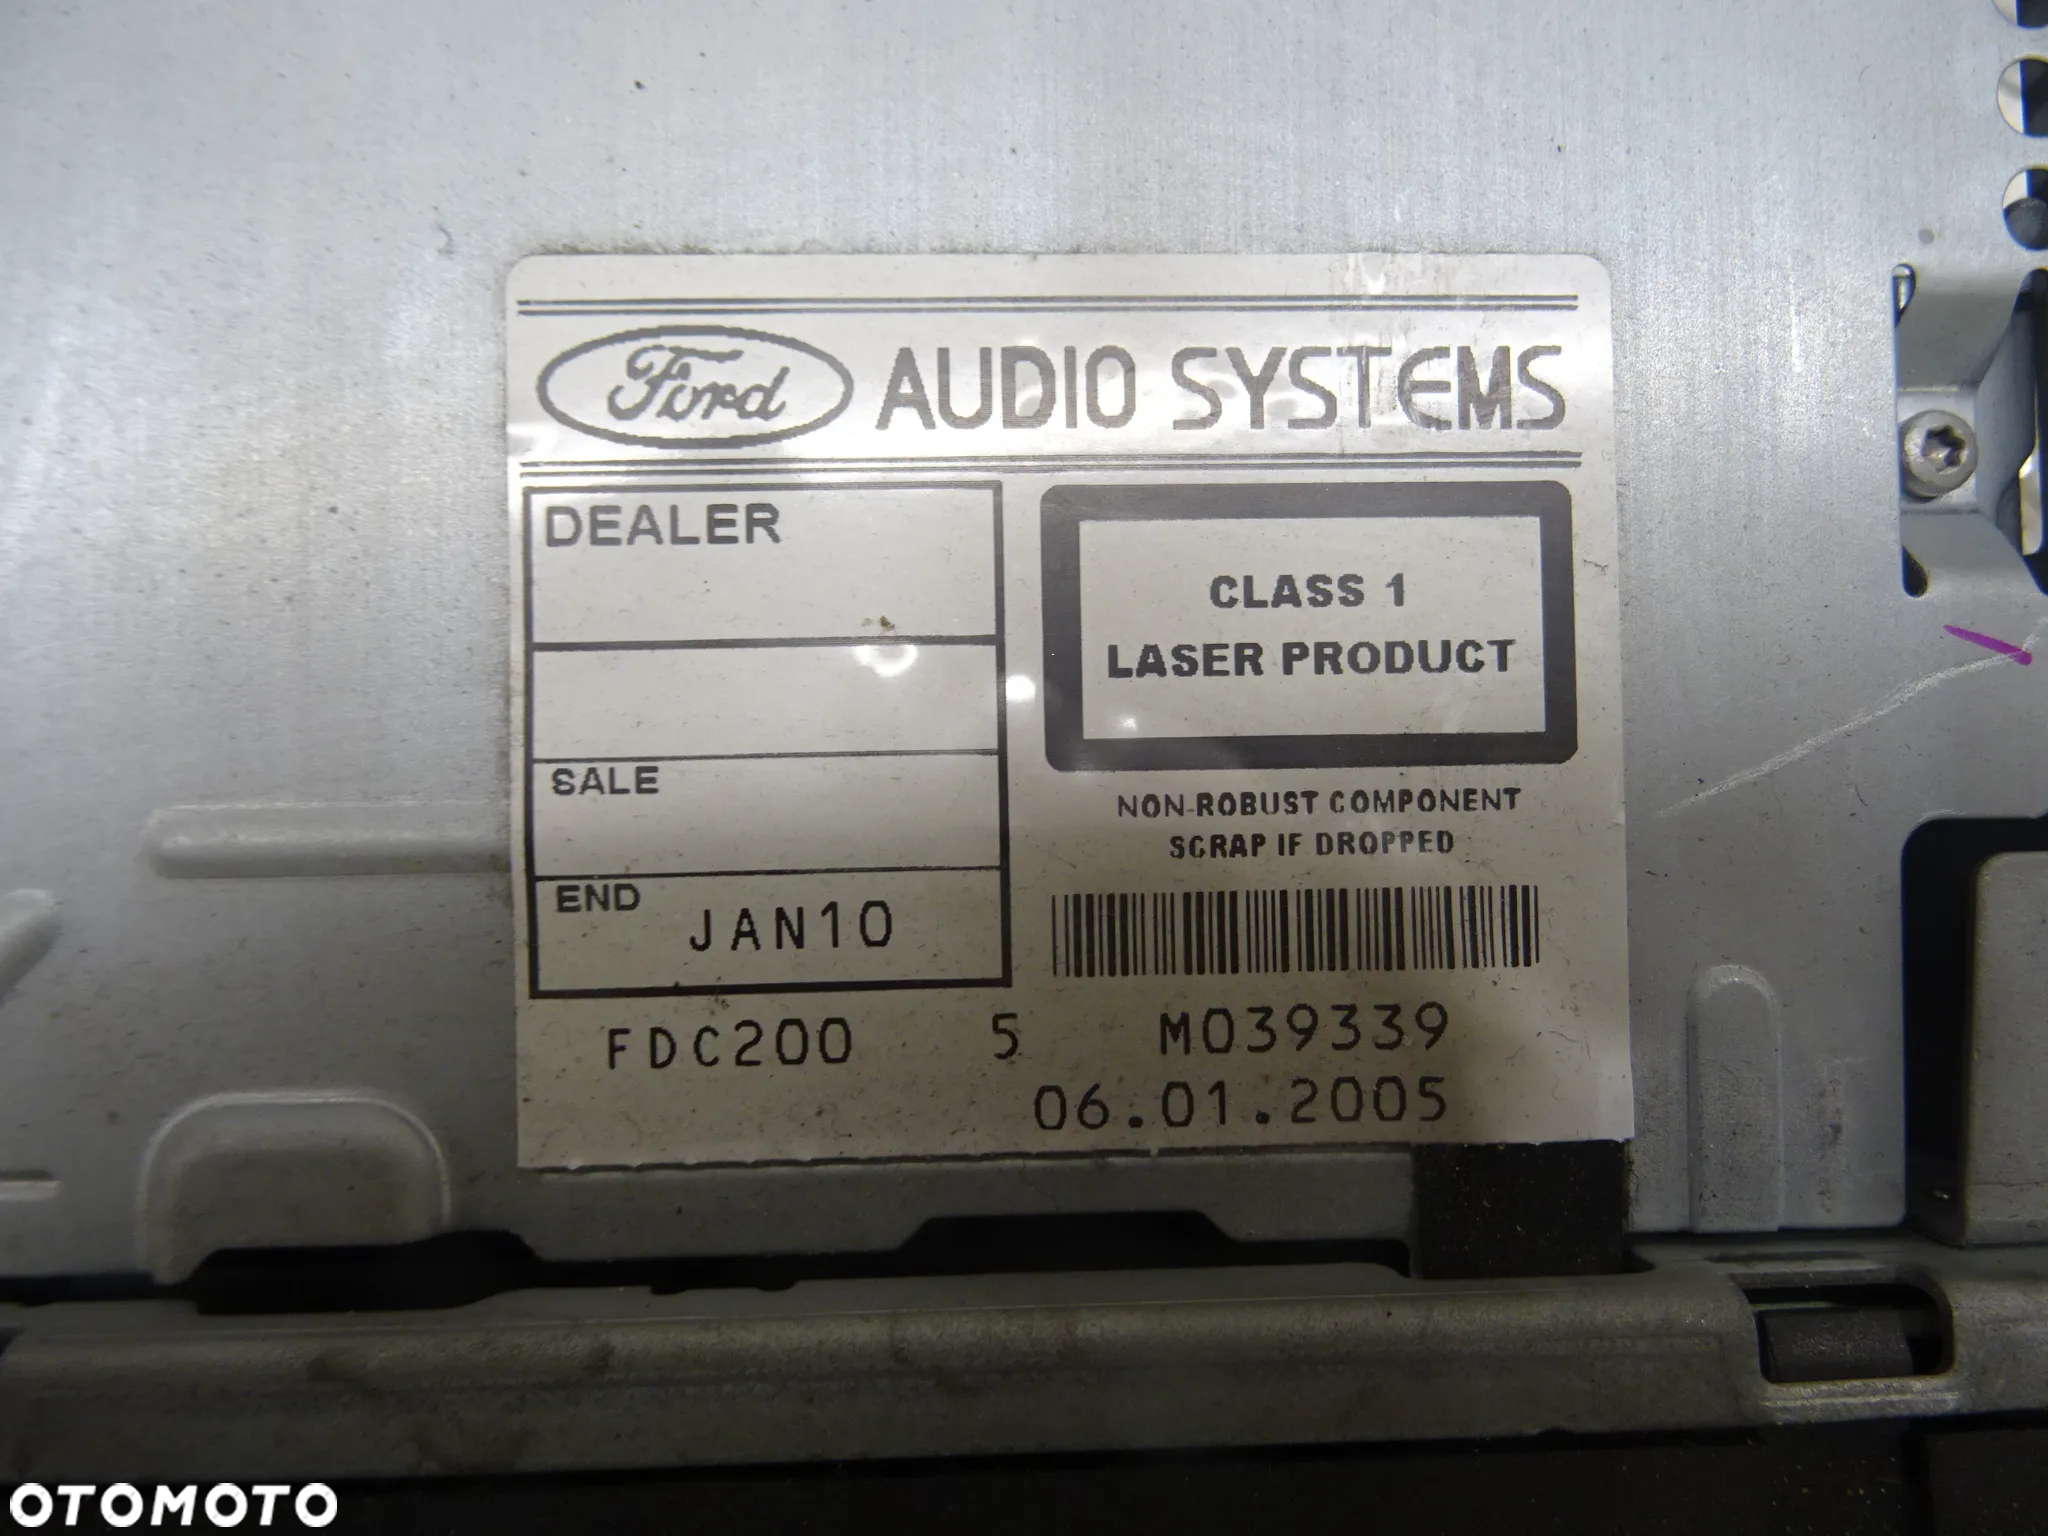 Ford AUDIO SYSTEMS
DEALER
SALE
END
JAN10
CLASS 1
LASER PRODUCT
NON-ROBUST COMPONENT
SCRAP IF DROPPED
FDC200 5 M039339
06.01.2005
OTOMOTO